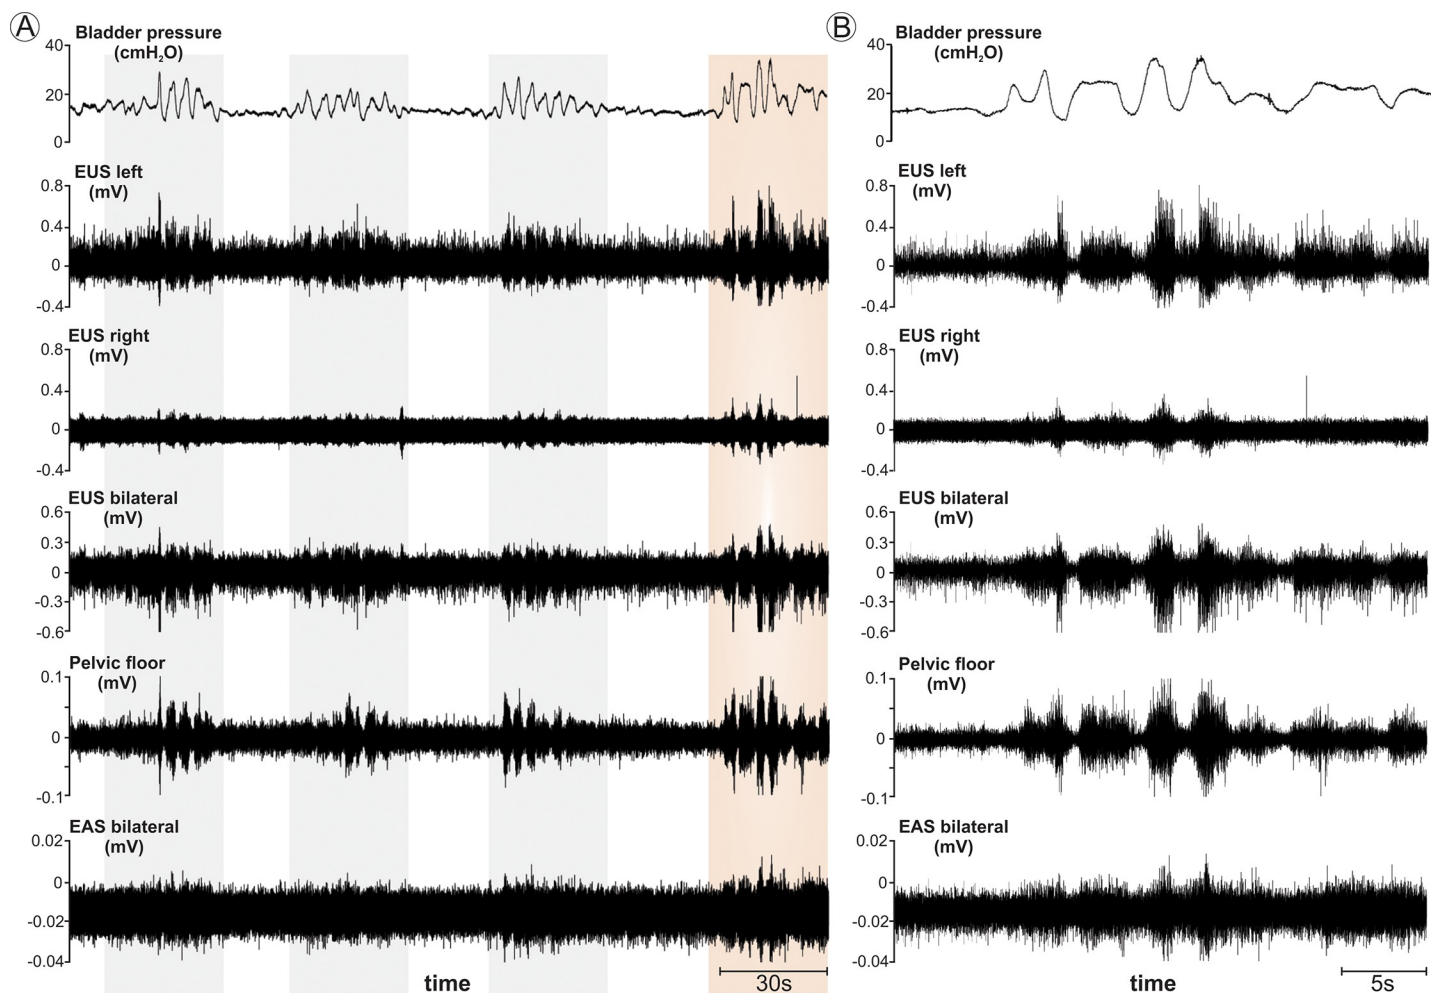 A
Bladder pressure
(cmH2O)
40
20
0
EUS left
(mV)
0.8
0.4
0
-0.4
EUS right
(mV)
0.8
0.4
0
-0.4
EUS bilateral
(mV)
0.6
0.3
0
-0.3
-0.6
Pelvic floor
(mV)
0.1
0
-0.1
EAS bilateral
(mV)
0.02
0
-0.02
-0.04
time
30s
B
Bladder pressure
(cmH2O)
40
20
0
EUS left
(mV)
0.8
0.4
0
-0.4
EUS right
(mV)
0.8
0.4
0
-0.4
EUS bilateral
(mV)
0.6
0.3
0
-0.3
-0.6
Pelvic floor
(mV)
0.1
0
-0.1
EAS bilateral
(mV)
0.02
0
-0.02
-0.04
time
5s